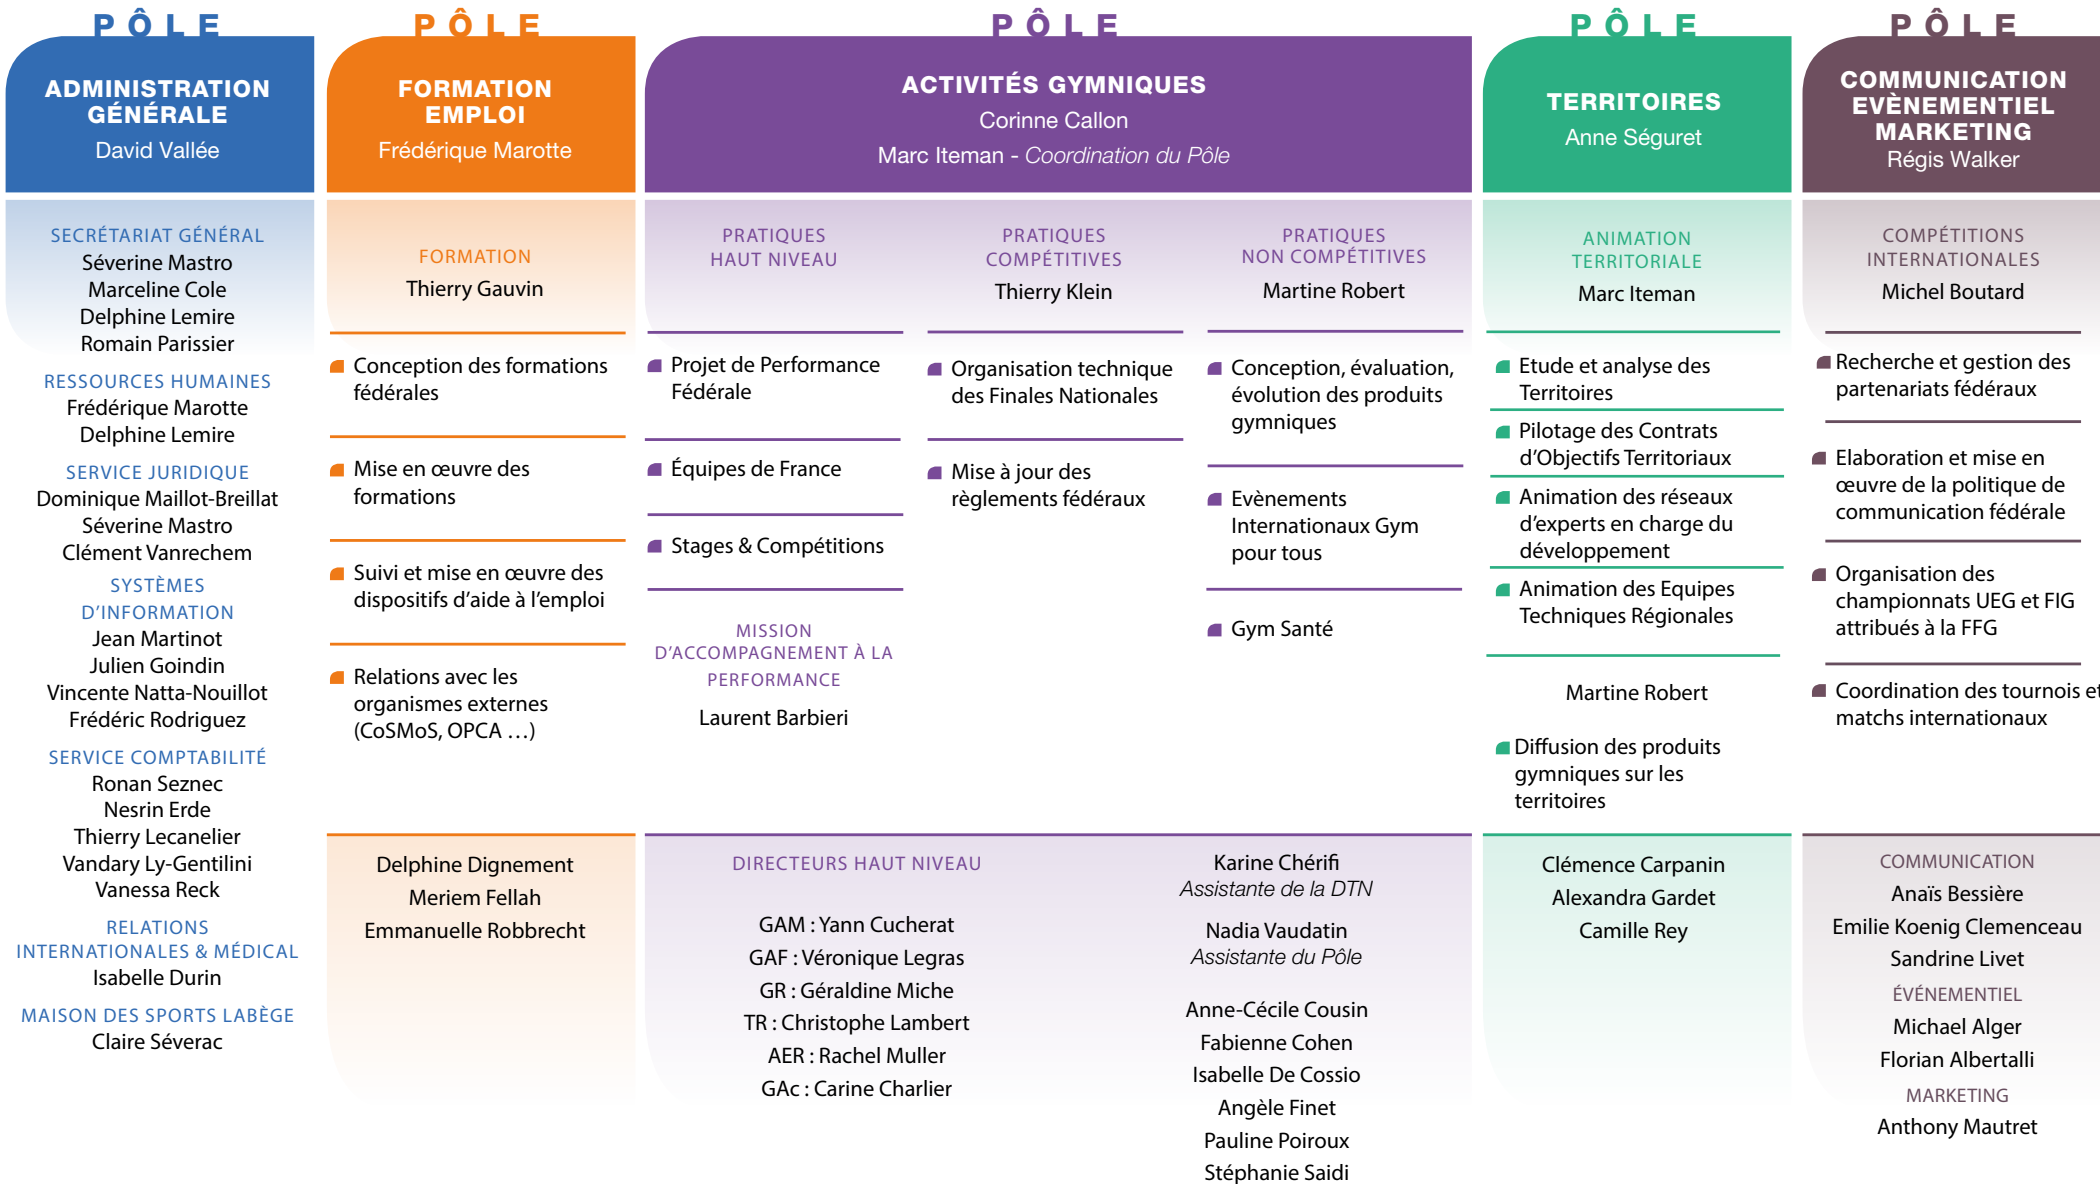 PÔLE
ADMINISTRATION
GÉNÉRALE
David Vallée
SECRÉTARIAT GÉNÉRAL
Séverine Mastro
Marceline Cole
Delphine Lemire
Romain Parissier
RESSOURCES HUMAINES
Frédérique Marotte
Delphine Lemire
SERVICE JURIDIQUE
Dominique Maillot-Breillat
Séverine Mastro
Clément Vanrechem
SYSTÈMES
D'INFORMATION
Jean Martinot
Julien Goindin
Vincente Natta-Nouillot
Frédéric Rodriguez
SERVICE COMPTABILITÉ
Ronan Seznec
Nesrin Erde
Thierry Lecanelier
Vandary Ly-Gentilini
Vanessa Reck
RELATIONS
INTERNATIONALES & MÉDICAL
Isabelle Durin
MAISON DES SPORTS LABÈGE
Claire Séverac
PÔLE
FORMATION
EMPLOI
Frédérique Marotte
FORMATION
Thierry Gauvin
Conception des formations
fédérales
Mise en œuvre des
formations
Suivi et mise en œuvre des
dispositifs d'aide à l'emploi
Relations avec les
organismes externes
(CoSMoS, OPCA …)
Delphine Dignement
Meriem Fellah
Emmanuelle Robbrecht
PÔLE
ACTIVITÉS GYMNIQUES
Corinne Callon
Marc Iteman - Coordination du Pôle
PRATIQUES
HAUT NIVEAU
Projet de Performance
Fédérale
Équipes de France
Stages & Compétitions
MISSION
D'ACCOMPAGNEMENT À LA
PERFORMANCE
Laurent Barbieri
PRATIQUES
COMPÉTITIVES
Thierry Klein
Organisation technique
des Finales Nationales
Mise à jour des
règlements fédéraux
PRATIQUES
NON COMPÉTITIVES
Martine Robert
Conception, évaluation,
évolution des produits
gymniques
Evènements
Internationaux Gym
pour tous
Gym Santé
DIRECTEURS HAUT NIVEAU
GAM : Yann Cucherat
GAF : Véronique Legras
GR : Géraldine Miche
TR : Christophe Lambert
AER : Rachel Muller
GAc : Carine Charlier
Karine Chérifi
Assistante de la DTN
Nadia Vaudatin
Assistante du Pôle
Anne-Cécile Cousin
Fabienne Cohen
Isabelle De Cossio
Angèle Finet
Pauline Poiroux
Stéphanie Saidi
PÔLE
TERRITOIRES
Anne Séguret
ANIMATION
TERRITORIALE
Marc Iteman
Etude et analyse des
Territoires
Pilotage des Contrats
d'Objectifs Territoriaux
Animation des réseaux
d'experts en charge du
développement
Animation des Equipes
Techniques Régionales
Martine Robert
Diffusion des produits
gymniques sur les
territoires
Clémence Carpanin
Alexandra Gardet
Camille Rey
PÔLE
COMMUNICATION
EVÈNEMENTIEL
MARKETING
Régis Walker
COMPÉTITIONS
INTERNATIONALES
Michel Boutard
Recherche et gestion des
partenariats fédéraux
Elaboration et mise en
œuvre de la politique de
communication fédérale
Organisation des
championnats UEG et FIG
attribués à la FFG
Coordination des tournois et
matchs internationaux
COMMUNICATION
Anaïs Bessière
Emilie Koenig Clemenceau
Sandrine Livet
ÉVÉNEMENTIEL
Michael Alger
Florian Albertalli
MARKETING
Anthony Mautret